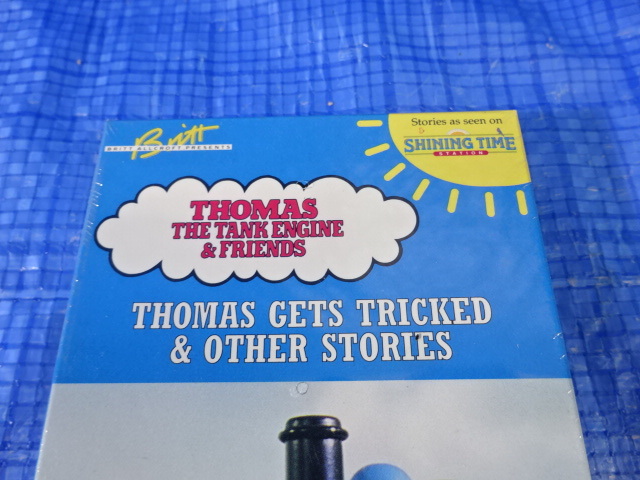 Britt
BRITT ALLCROFT PRESENTS
Stories as seen on
SHINING TIME
STATION
THOMAS
THE TANK ENGINE
& FRIENDS
THOMAS GETS TRICKED
& OTHER STORIES